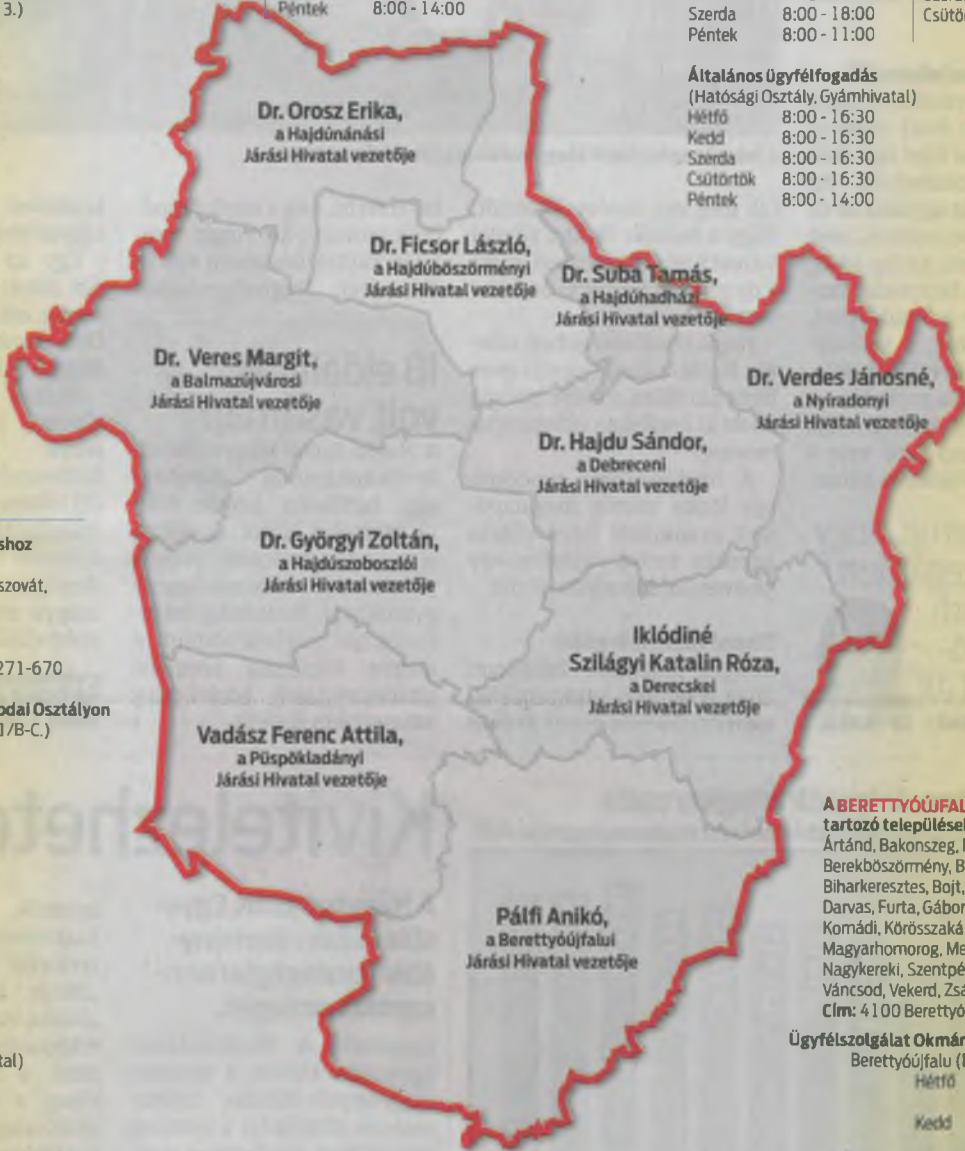 3.)
Péntek 8:00 - 14:00
Szerda 8:00 - 18:00
Péntek 8:00 - 11:00
Általános ügyfélfogadás
(Hatósági Osztály, Gyámhivatal)
Hétfő 8:00 - 16:30
Kedd 8:00 - 16:30
Szerda 8:00 - 16:30
Csütörtök 8:00 - 16:30
Péntek 8:00 - 14:00
Dr. Orosz Erika,
a Hajdúnánási
Járási Hivatal vezetője
Dr. Ficsor László,
a Hajdúböszörményi
Járási Hivatal vezetője
Dr. Suba Tamás,
a Hajdúhadházi
Járási Hivatal vezetője
Dr. Veres Margit,
a Balmazújvárosi
Járási Hivatal vezetője
Dr. Verdes Jánosné,
a Nyíradonyi
Járási Hivatal vezetője
Dr. Hajdu Sándor,
a Debreceni
Járási Hivatal vezetője
Dr. Györgyi Zoltán,
a Hajdúszoboszlói
Járási Hivatal vezetője
shoz
szovát,
271-670
odai Osztályon
1/B-C.)
Iklódiné
Szilágyi Katalin Róza,
a Derecskei
Járási Hivatal vezetője
Vadász Ferenc Attila,
a Püspökladányi
Járási Hivatal vezetője
Pálfi Anikó,
a Berettyóújfalui
Járási Hivatal vezetője
A BERETTYÓÚJFAL
tartozó települések
Ártánd, Bakonszeg,
Berekböszörmény, B
Biharkeresztes, Bojt,
Darvas, Furta, Gábor
Komádi, Körösszaká
Magyarhomorog, Me
Nagykereki, Szentpé
Váncsod, Vekerd, Zsá
Cím: 4100 Berettyó
Ügyfélszolgálat Okmán
Berettyóújfalu (
Hétfő
Kedd
tal)